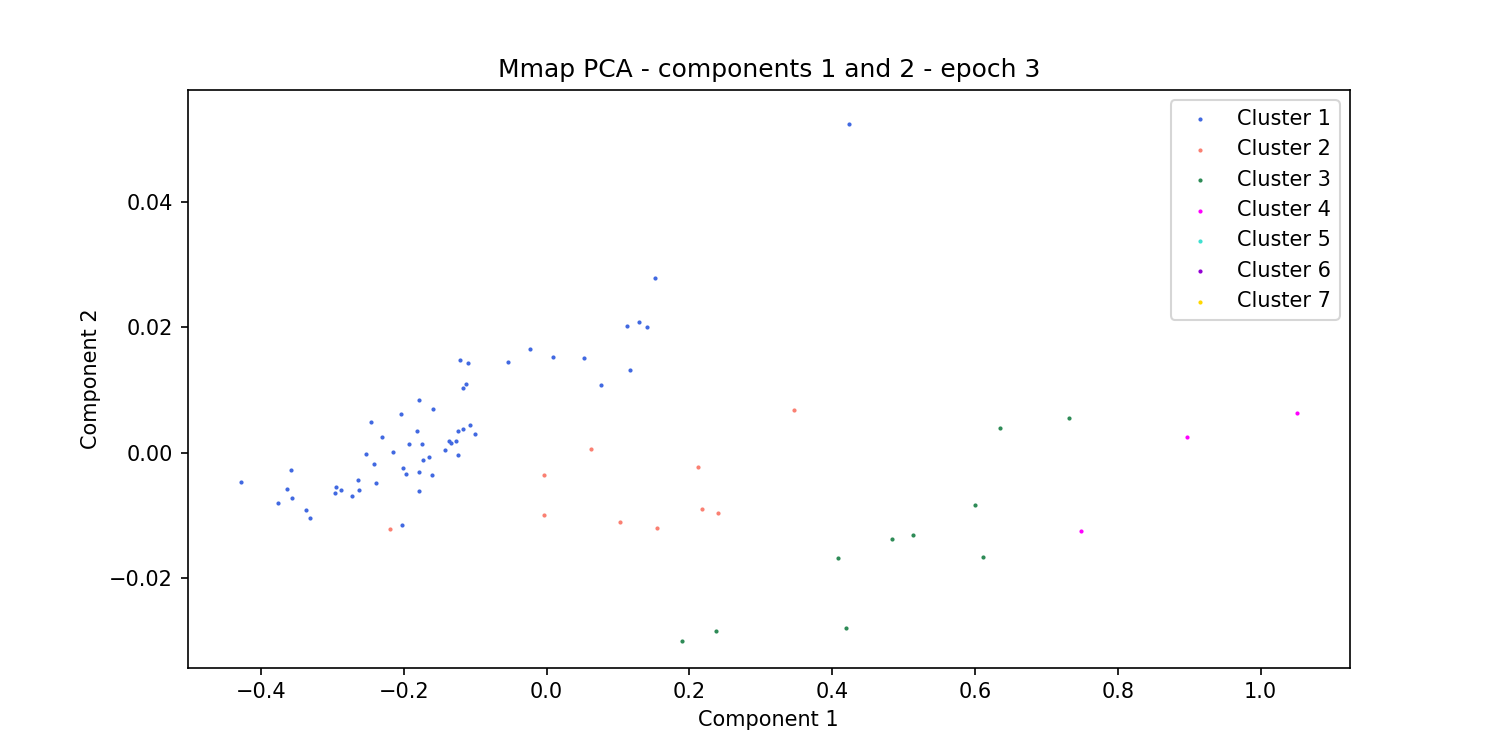 Mmap PCA - components 1 and 2 - epoch 3
Cluster 1
Cluster 2
Cluster 3
Cluster 4
Cluster 5
Cluster 6
Cluster 7
Component 2
0.04
0.02
0.00
−0.02
−0.4 −0.2 0.0 0.2 0.4 0.6 0.8 1.0
Component 1